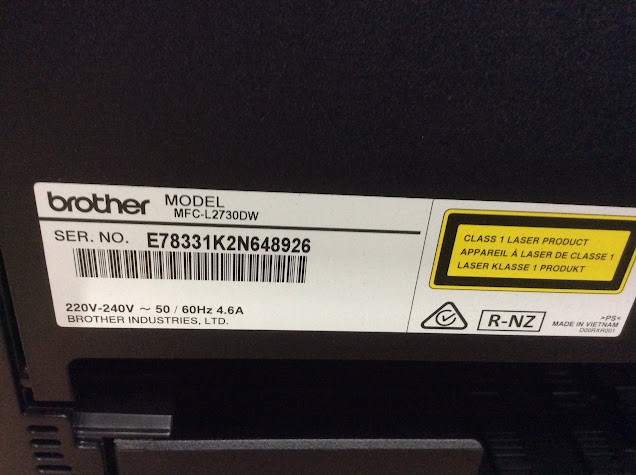 brother MODEL
MFC-L2730DW
SER. NO. E78331K2N648926
220V-240V ~ 50 / 60Hz 4.6A
BROTHER INDUSTRIES, LTD.
CLASS 1 LASER PRODUCT
APPAREIL À LASER DE CLASSE 1
LASER KLASSE 1 PRODUKT
R-NZ
>PS<
MADE IN VIETNAM
D00RXR001